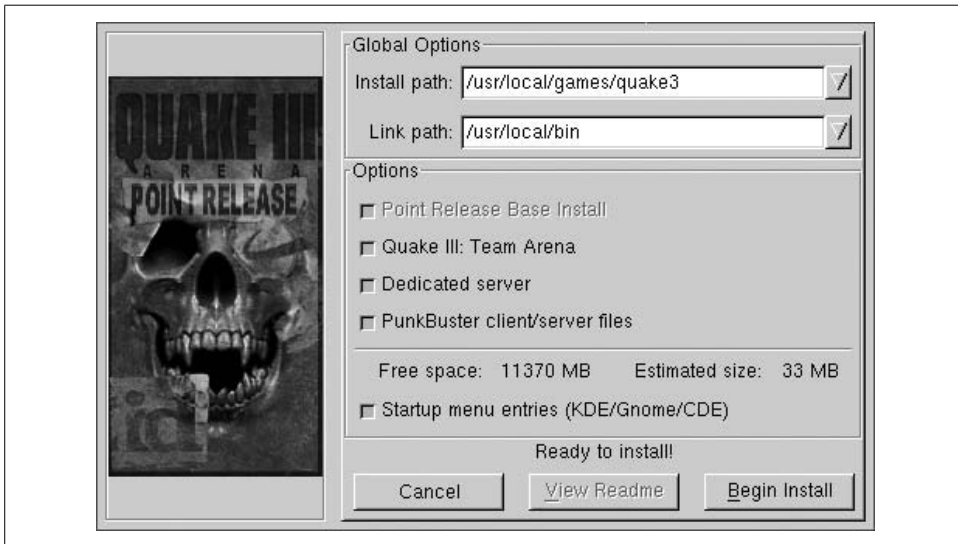 QUAKE III
ARENA
POINT RELEASE
id
Global Options
Install path: /usr/local/games/quake3
Link path: /usr/local/bin
Options
Point Release Base Install
Quake III: Team Arena
Dedicated server
PunkBuster client/server files
Free space: 11370 MB Estimated size: 33 MB
Startup menu entries (KDE/Gnome/CDE)
Ready to install!
Cancel View Readme Begin Install